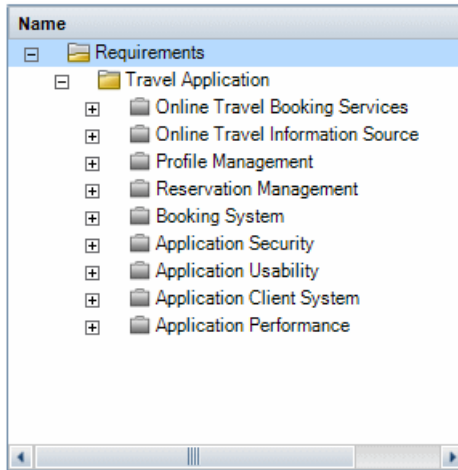 Name
Requirements
Travel Application
Online Travel Booking Services
Online Travel Information Source
Profile Management
Reservation Management
Booking System
Application Security
Application Usability
Application Client System
Application Performance